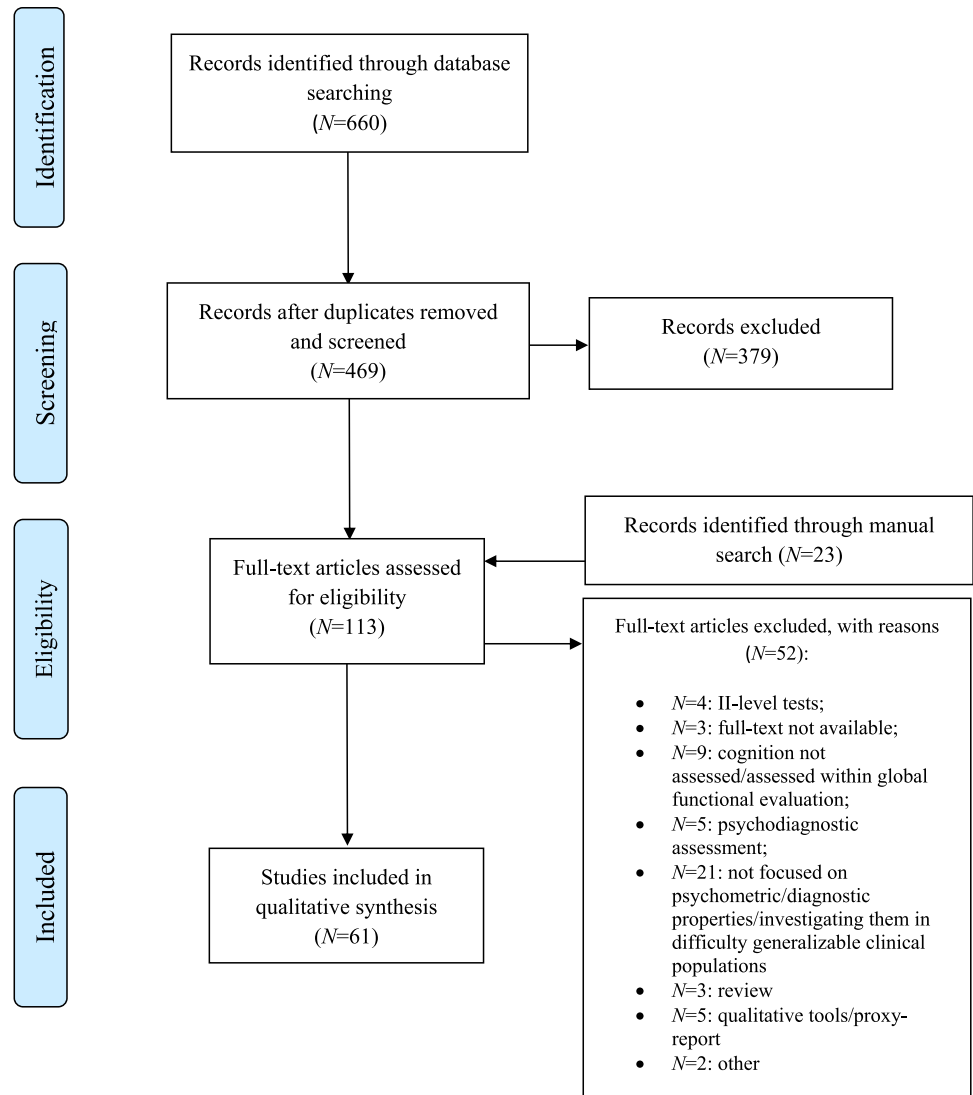 Identification
Records identified through database
searching
(N=660)
Screening
Records after duplicates removed
and screened
(N=469)
Records excluded
(N=379)
Eligibility
Records identified through manual
search (N=23)
Full-text articles assessed
for eligibility
(N=113)
Full-text articles excluded, with reasons
(N=52):
• N=4: II-level tests;
• N=3: full-text not available;
• N=9: cognition not
assessed/assessed within global
functional evaluation;
• N=5: psychodiagnostic
assessment;
• N=21: not focused on
psychometric/diagnostic
properties/investigating them in
difficulty generalizable clinical
populations
• N=3: review
• N=5: qualitative tools/proxy-
report
• N=2: other
Included
Studies included in
qualitative synthesis
(N=61)